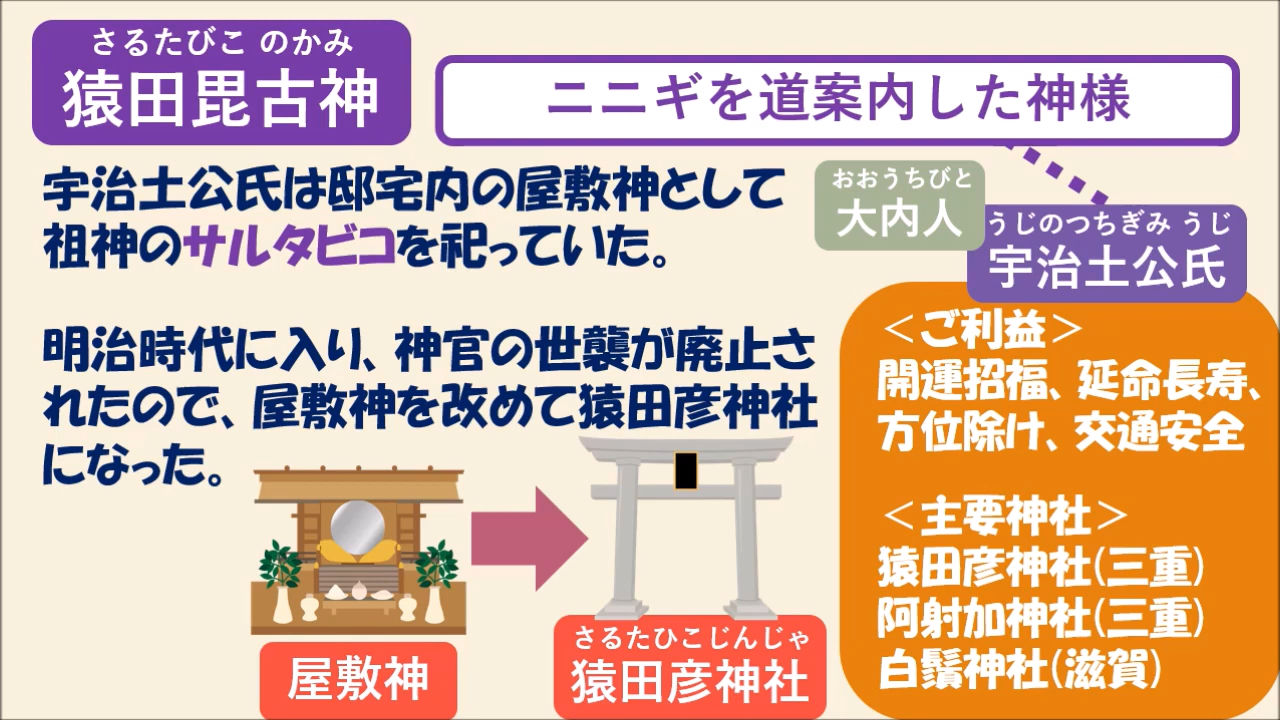 さるたびこ のかみ
猿田毘古神
ニニギを道案内した神様
宇治土公氏は邸宅内の屋敷神として
祖神のサルタビコを祀っていた。
明治時代に入り、神官の世襲が廃止さ
れたので、屋敷神を改めて猿田彦神社
になった。
おおうちびと
大内人
うじのつちぎみ うじ
宇治土公氏
＜ご利益＞
開運招福、延命長寿、
方位除け、交通安全
＜主要神社＞
猿田彦神社(三重)
阿射加神社(三重)
白鬚神社(滋賀)
屋敷神
さるたひこじんじゃ
猿田彦神社